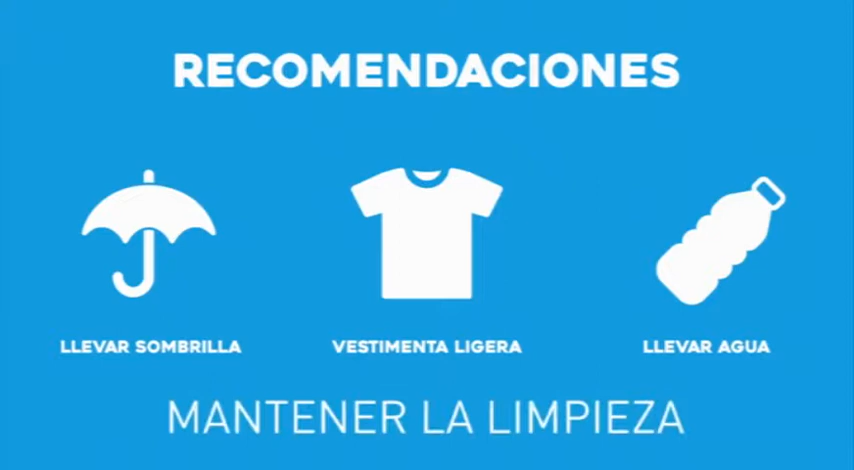 RECOMENDACIONES
LLEVAR SOMBRILLA
VESTIMENTA LIGERA
LLEVAR AGUA
MANTENER LA LIMPIEZA